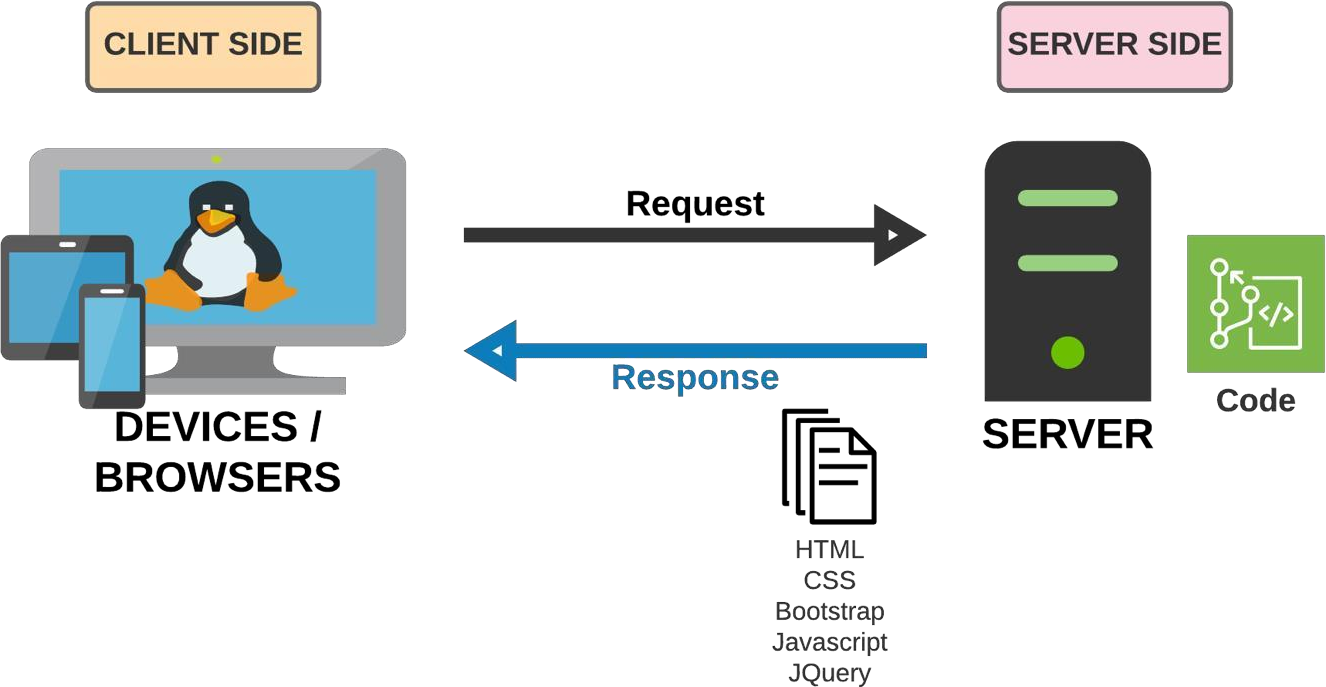 CLIENT SIDE
SERVER SIDE
Request
Response
DEVICES /
BROWSERS
SERVER
</>
Code
HTML
CSS
Bootstrap
Javascript
JQuery